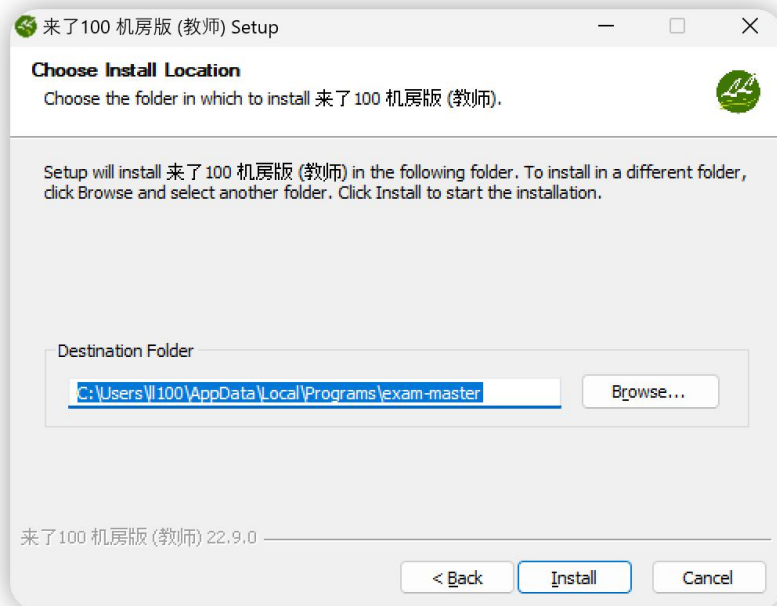 来了100 机房版 (教师) Setup
Choose Install Location
Choose the folder in which to install 来了100 机房版 (教师).
Setup will install 来了100 机房版 (教师) in the following folder. To install in a different folder,
click Browse and select another folder. Click Install to start the installation.
Destination Folder
C:\Users\ll100\AppData\Local\Programs\exam-master
Browse...
来了100 机房版 (教师) 22.9.0
< Back
Install
Cancel